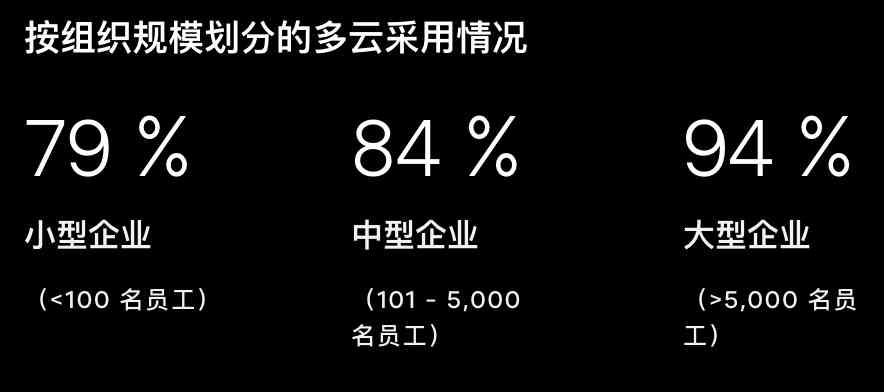 按组织规模划分的多云采用情况
79 %
84 %
94 %
小型企业
中型企业
大型企业
（<100 名员工）
（101 - 5,000
名员工）
（>5,000 名员
工）